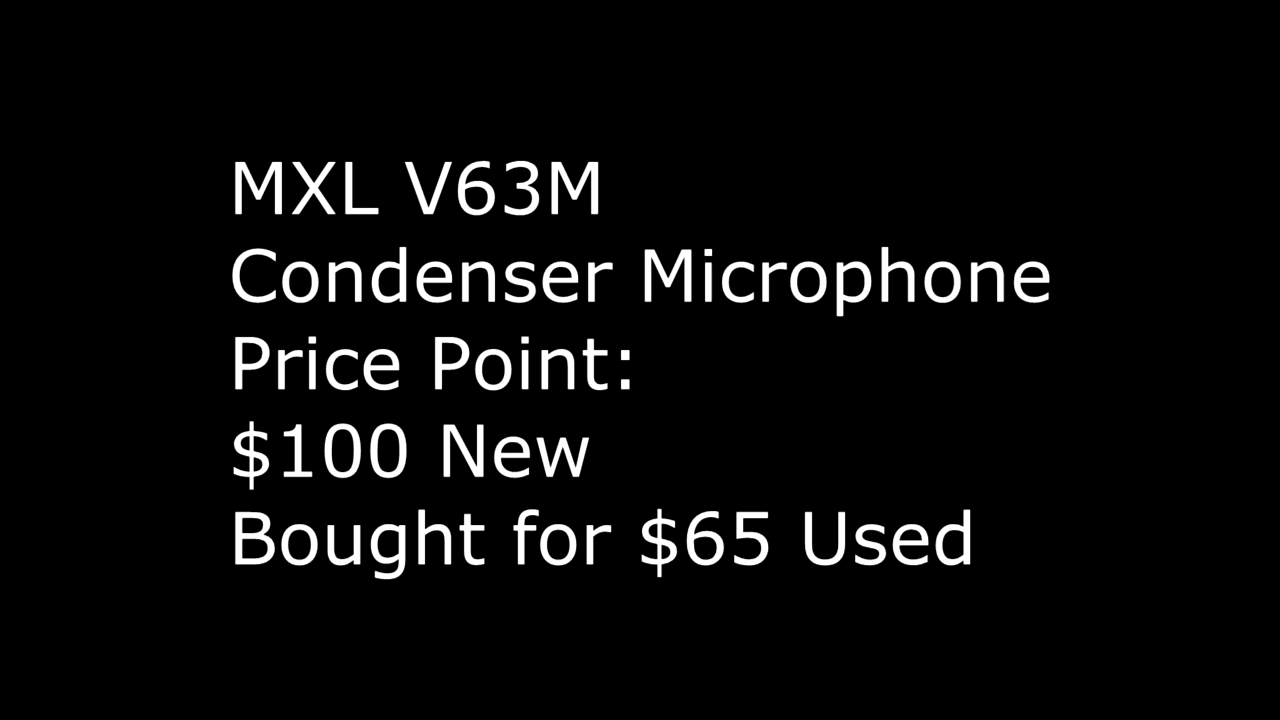 MXL V63M
Condenser Microphone
Price Point:
$100 New
Bought for $65 Used